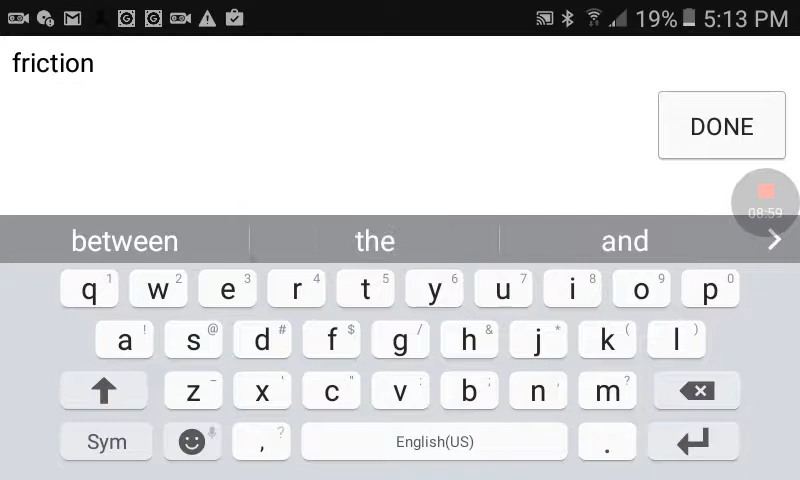 19% 5:13 PM
friction
DONE
08:59
between the and
q 1 w 2 e 3 r 4 t 5 y 6 u 7 i 8 o 9 p 0
a ! s @ d # f $ g / h & j * k ( l )
z - x ' c " v : b ; n , m ?
Sym , ? English(US) .